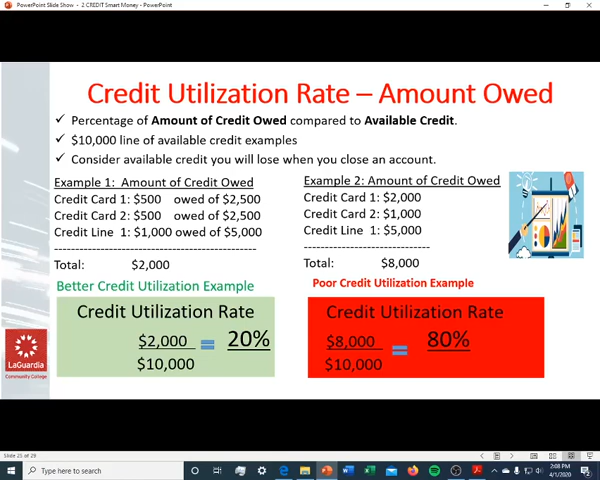 PowerPoint Slide Show - 2 CREDIT Smart Money - PowerPoint
Credit Utilization Rate – Amount Owed
✓ Percentage of Amount of Credit Owed compared to Available Credit.
✓ $10,000 line of available credit examples
✓ Consider available credit you will lose when you close an account.
Example 1: Amount of Credit Owed
Credit Card 1: $500 owed of $2,500
Credit Card 2: $500 owed of $2,500
Credit Line 1: $1,000 owed of $5,000
------------------------------------------------
Total: $2,000
Better Credit Utilization Example
Credit Utilization Rate
$2,000 = 20%
$10,000
Example 2: Amount of Credit Owed
Credit Card 1: $2,000
Credit Card 2: $1,000
Credit Line 1: $5,000
------------------------------
Total: $8,000
Poor Credit Utilization Example
Credit Utilization Rate
$8,000 = 80%
$10,000
LaGuardia
Community College
Slide 21 of 29
Type here to search
2:08 PM
4/1/2020